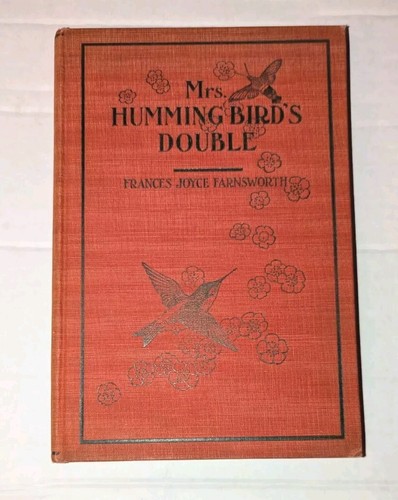 Mrs.
HUMMING BIRD'S
DOUBLE
FRANCES JOYCE FARNSWORTH